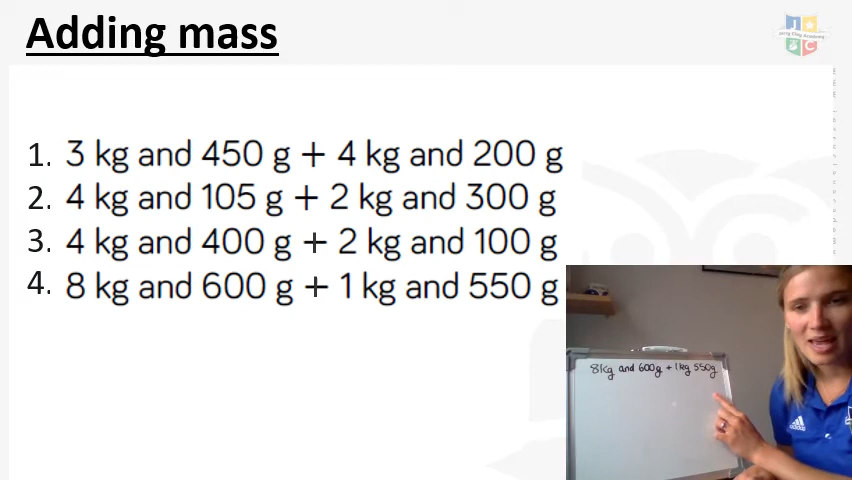 Adding mass
1. 3 kg and 450 g + 4 kg and 200 g
2. 4 kg and 105 g + 2 kg and 300 g
3. 4 kg and 400 g + 2 kg and 100 g
4. 8 kg and 600 g + 1 kg and 550 g
8kg and 600g + 1kg 550g
adidas